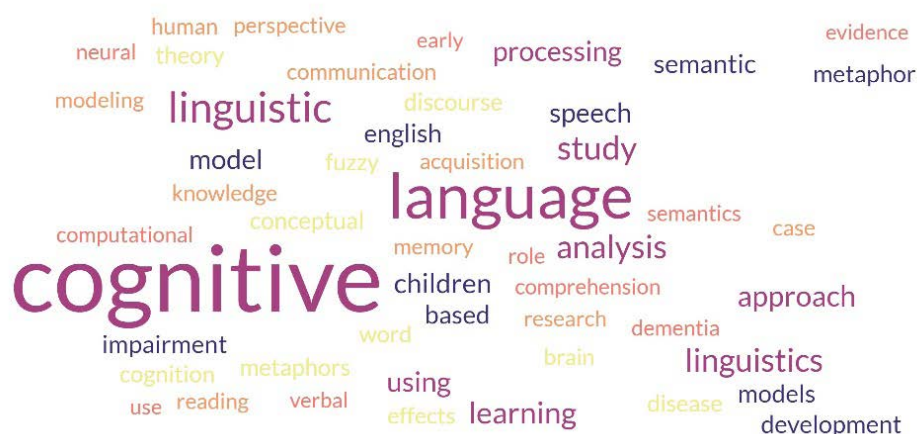 human perspective
neural theory
early
processing
evidence
communication
semantic
metaphor
modeling
linguistic
discourse
speech
english
study
model
fuzzy
acquisition
knowledge
language
conceptual
semantics
computational
memory
role
analysis
case
cognitive
children
comprehension
approach
based
research
dementia
impairment
word
brain
linguistics
cognition
metaphors
using
models
use
reading
verbal
effects
learning
disease
development